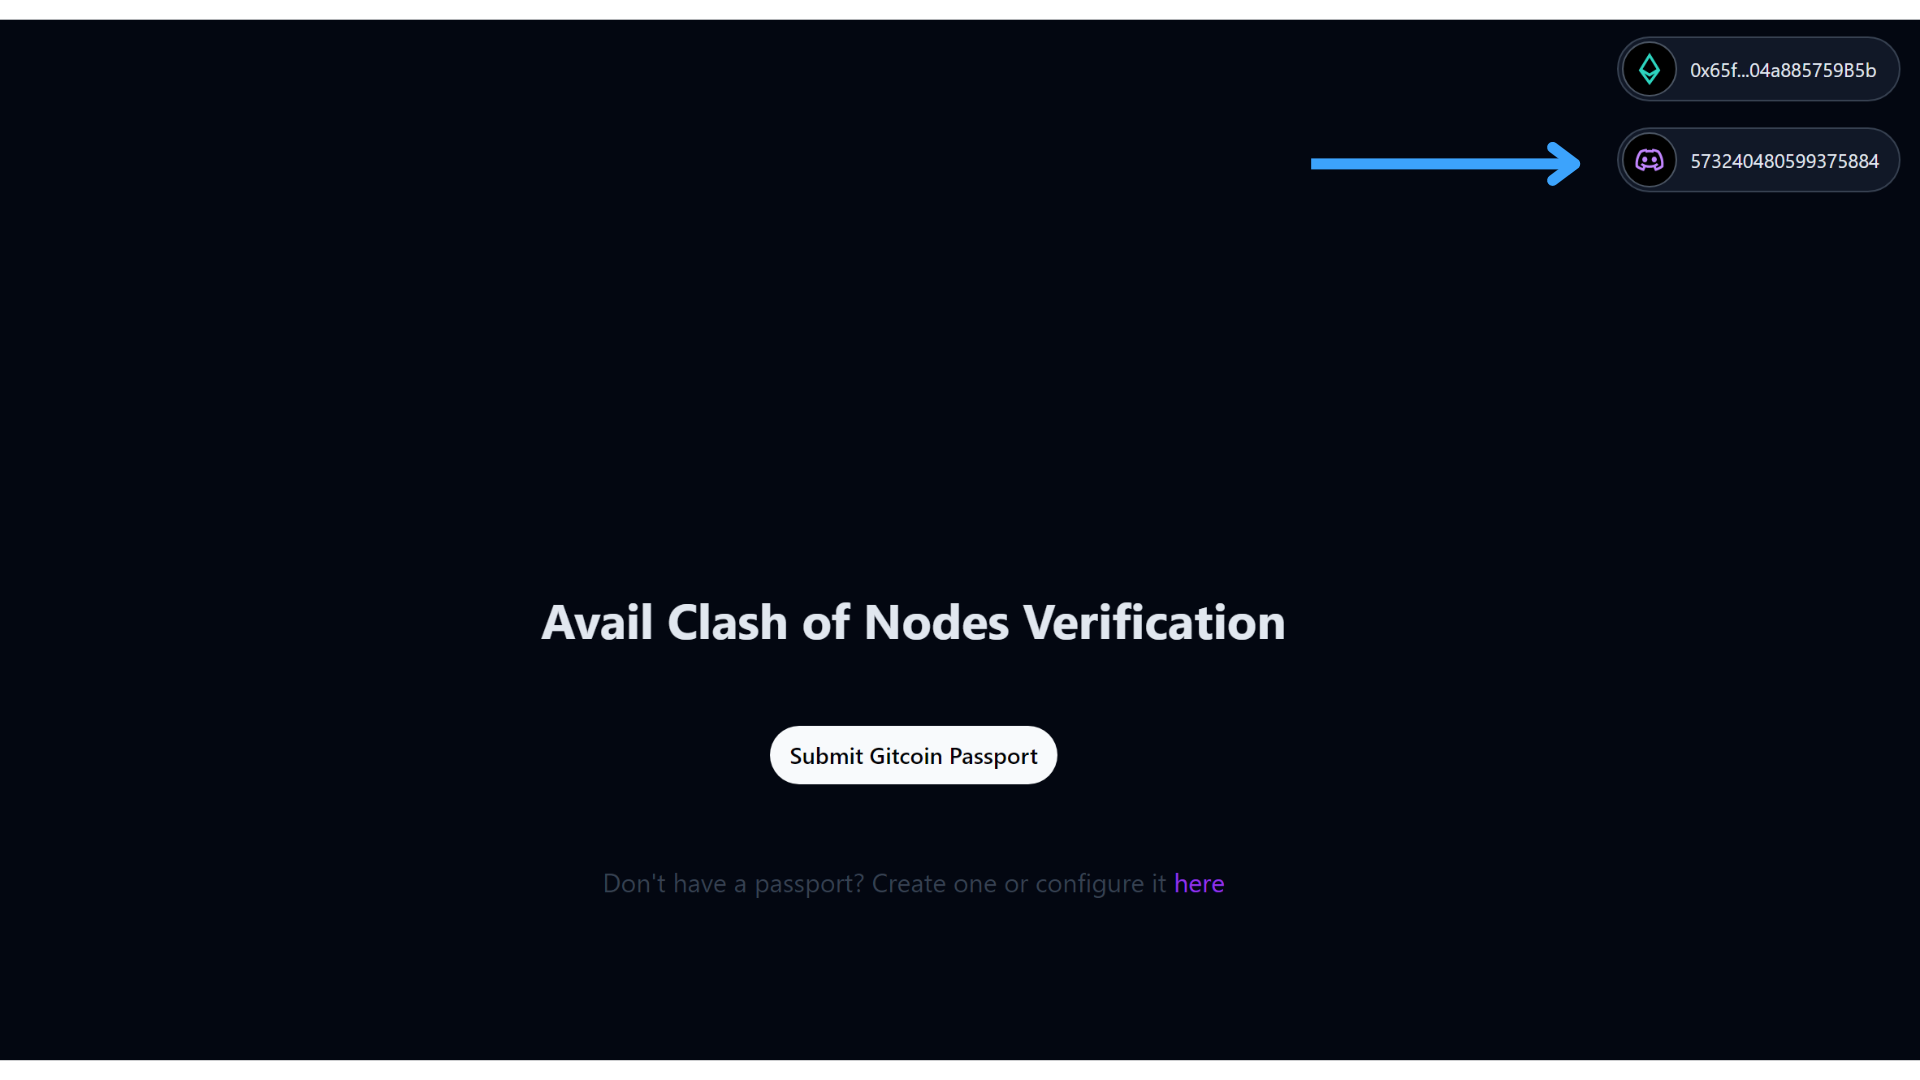 0x65f...04a885759B5b
573240480599375884
Avail Clash of Nodes Verification
Submit Gitcoin Passport
Don't have a passport? Create one or configure it here